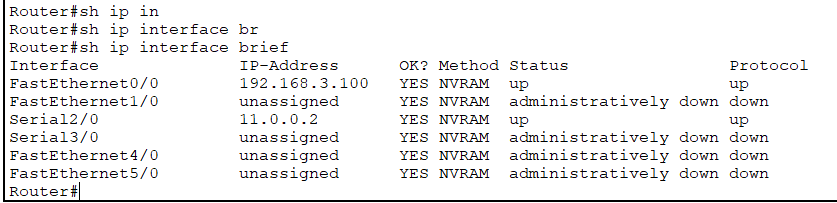 Router#sh ip in
Router#sh ip interface br
Router#sh ip interface brief
Interface              IP-Address      OK? Method Status                Protocol
FastEthernet0/0        192.168.3.100   YES NVRAM  up                    up
FastEthernet1/0        unassigned      YES NVRAM  administratively down down
Serial2/0              11.0.0.2        YES NVRAM  up                    up
Serial3/0              unassigned      YES NVRAM  administratively down down
FastEthernet4/0        unassigned      YES NVRAM  administratively down down
FastEthernet5/0        unassigned      YES NVRAM  administratively down down
Router#